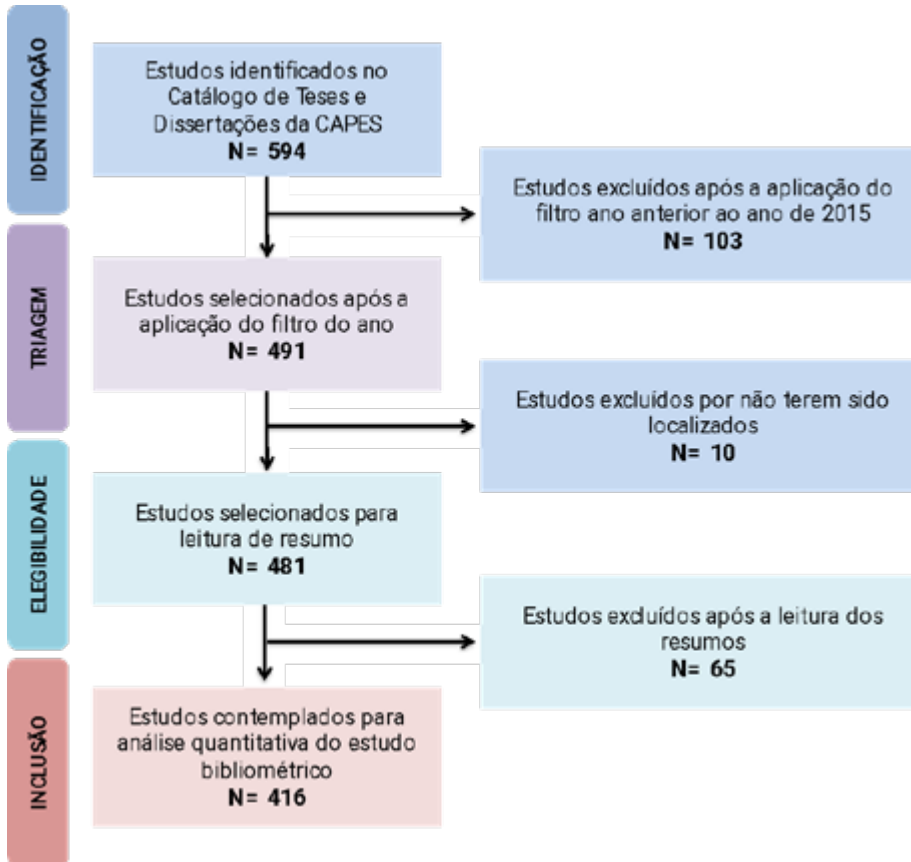 IDENTIFICAÇÃO
Estudos identificados no
Catálogo de Teses e
Dissertações da CAPES
N= 594
Estudos excluídos após a aplicação do
filtro ano anterior ao ano de 2015
N= 103
TRIAGEM
Estudos selecionados após a
aplicação do filtro do ano
N= 491
Estudos excluídos por não terem sido
localizados
N= 10
ELEGIBILIDADE
Estudos selecionados para
leitura de resumo
N= 481
Estudos excluídos após a leitura dos
resumos
N= 65
INCLUSÃO
Estudos contemplados para
análise quantitativa do estudo
bibliométrico
N= 416